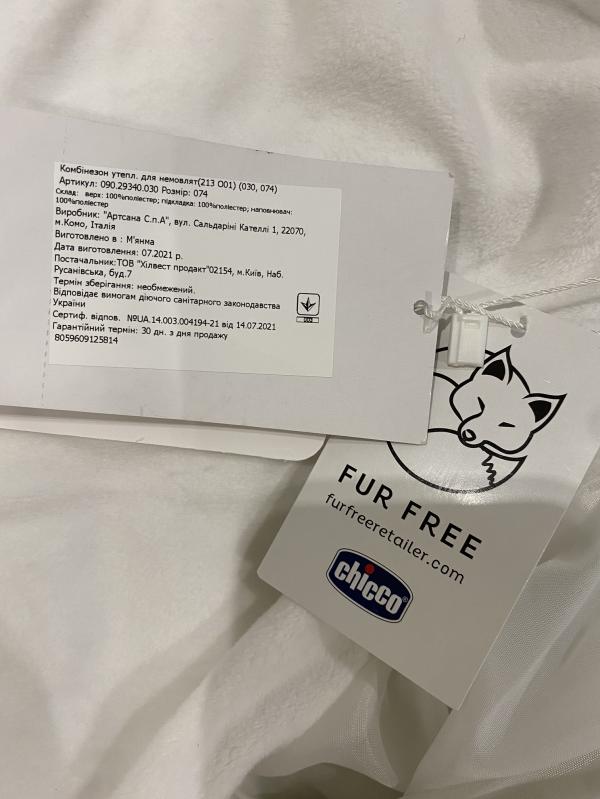 Комбінезон утепл. для немовлят(213 О01) (030, 074)
Артикул: 090.29340.030 Розмір: 074
Склад: верх: 100%поліестер; підкладка: 100%поліестер; наповнювач:
100%поліестер
Виробник: "Артсана С.п.А", вул. Сальдаріні Кателлі 1, 22070,
м.Комо, Італія
Виготовлено в : М'янма
Дата виготовлення: 07.2021 р.
Постачальник:ТОВ "Хілвест продакт"02154, м.Київ, Наб.
Русанівська, буд.7
Термін зберігання: необмежений.
Відповідає вимогам діючого санітарного законодавства
України
Сертиф. відпов. №UA.14.003.004194-21 від 14.07.2021
Гарантійний термін: 30 дн. з дня продажу
8059609125814
FUR FREE
furfreeretailer.com
chicco